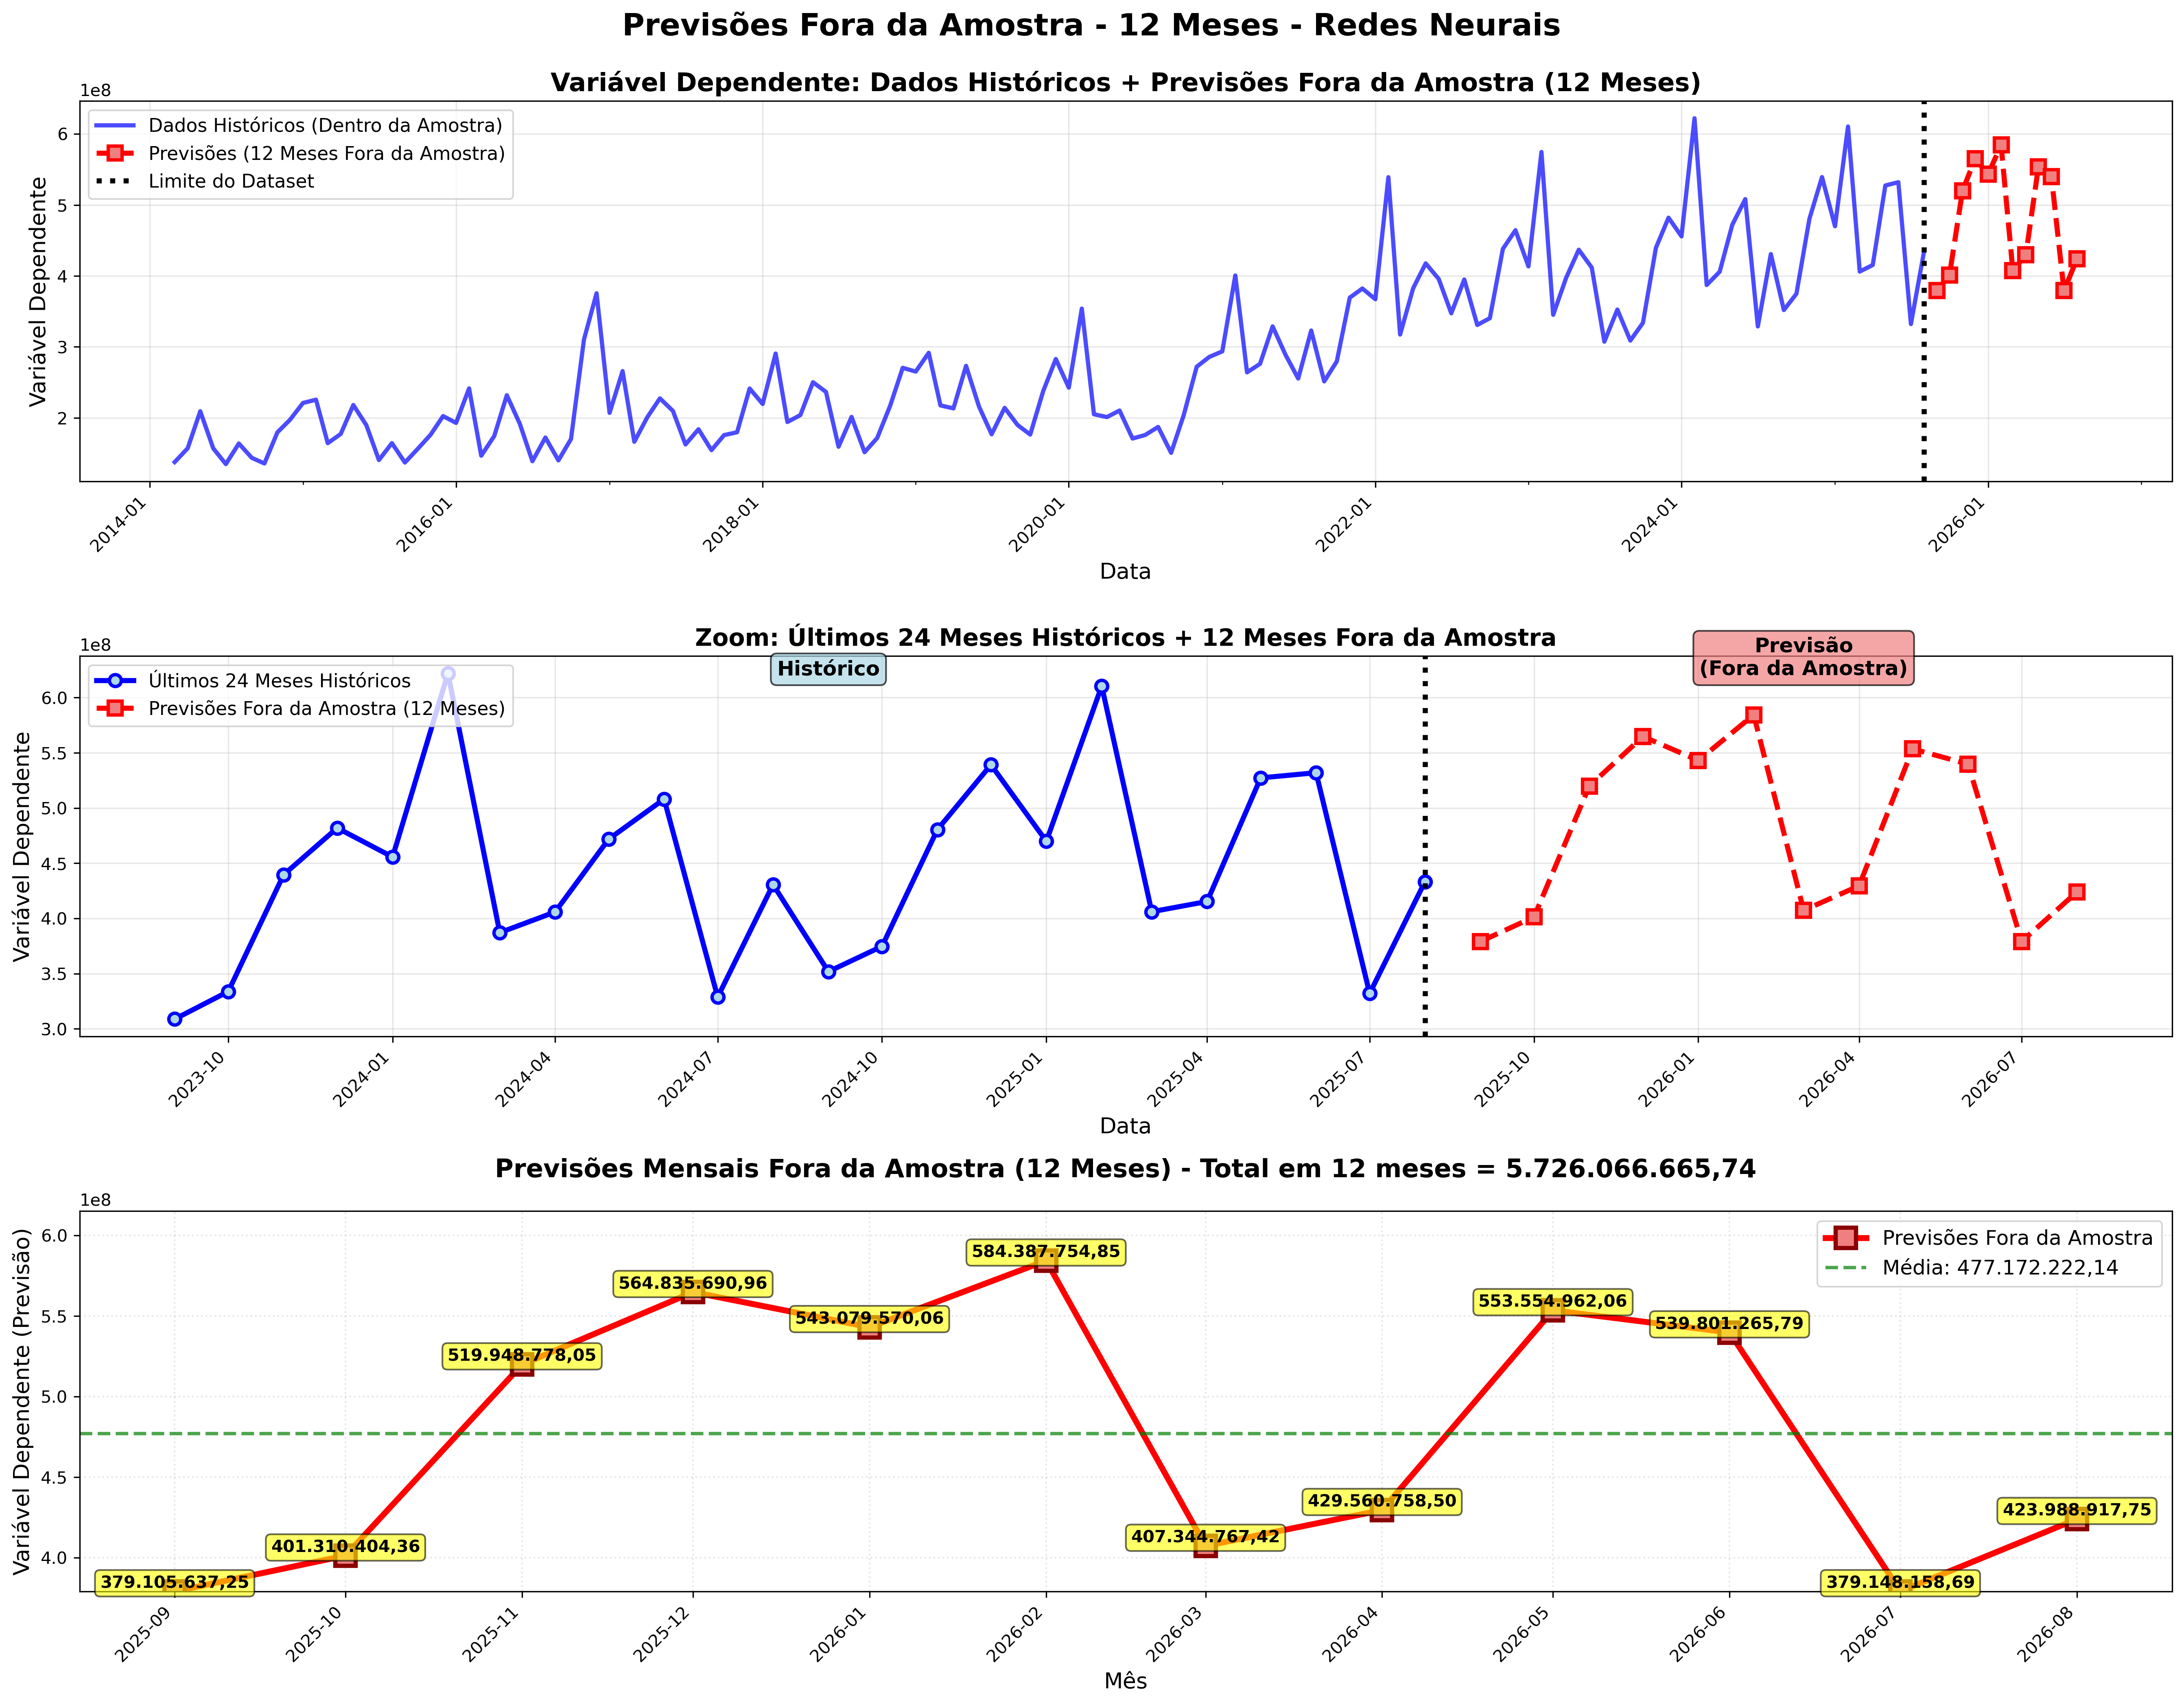 Previsões Fora da Amostra - 12 Meses - Redes Neurais
Variável Dependente: Dados Históricos + Previsões Fora da Amostra (12 Meses)
1e8
Dados Históricos (Dentro da Amostra)
Previsões (12 Meses Fora da Amostra)
Limite do Dataset
Variável Dependente
6
5
4
3
2
2014-01
2016-01
2018-01
2020-01
2022-01
2024-01
2026-01
Data
Zoom: Últimos 24 Meses Históricos + 12 Meses Fora da Amostra
1e8
Últimos 24 Meses Históricos
Previsões Fora da Amostra (12 Meses)
Histórico
Previsão
(Fora da Amostra)
Variável Dependente
6.0
5.5
5.0
4.5
4.0
3.5
3.0
2023-10
2024-01
2024-04
2024-07
2024-10
2025-01
2025-04
2025-07
2025-10
2026-01
2026-04
2026-07
Data
Previsões Mensais Fora da Amostra (12 Meses) - Total em 12 meses = 5.726.066.665,74
1e8
Previsões Fora da Amostra
Média: 477.172.222,14
Variável Dependente (Previsão)
6.0
5.5
5.0
4.5
4.0
379.105.637,25
401.310.404,36
519.948.778,05
564.835.690,96
543.079.570,06
584.387.754,85
407.344.767,42
429.560.758,50
553.554.962,06
539.801.265,79
379.148.158,69
423.988.917,75
2025-09
2025-10
2025-11
2025-12
2026-01
2026-02
2026-03
2026-04
2026-05
2026-06
2026-07
2026-08
Mês